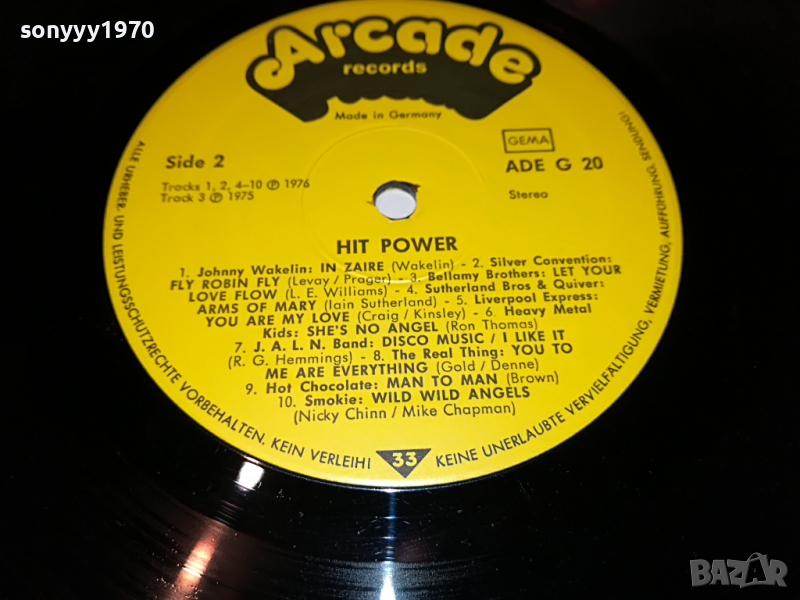 sonyyy1970
Arcade
records
Made in Germany
GEMA
Side 2
ADE G 20
Tracks 1, 2, 4–10 Ⓟ 1976
Track 3 Ⓟ 1975
Stereo
HIT POWER
1. Johnny Wakelin: IN ZAIRE (Wakelin) - 2. Silver Convention:
FLY ROBIN FLY (Levay / Prager) - 3. Bellamy Brothers: LET YOUR
LOVE FLOW (L. E. Williams) - 4. Sutherland Bros & Quiver:
ARMS OF MARY (Iain Sutherland) - 5. Liverpool Express:
YOU ARE MY LOVE (Craig / Kinsley) - 6. Heavy Metal
Kids: SHE'S NO ANGEL (Ron Thomas)
7. J. A. L. N. Band: DISCO MUSIC / I LIKE IT
(R. G. Hemmings) - 8. The Real Thing: YOU TO
ME ARE EVERYTHING (Gold / Denne)
9. Hot Chocolate: MAN TO MAN (Brown)
10. Smokie: WILD WILD ANGELS
(Nicky Chinn / Mike Chapman)
ALLE URHEBER- UND LEISTUNGSSCHUTZRECHTE VORBEHALTEN. KEIN VERLEIH!
33
KEINE UNERLAUBTE VERVIELFÄLTIGUNG, VERMIETUNG, AUFFÜHRUNG, SENDUNG!
BAZAR